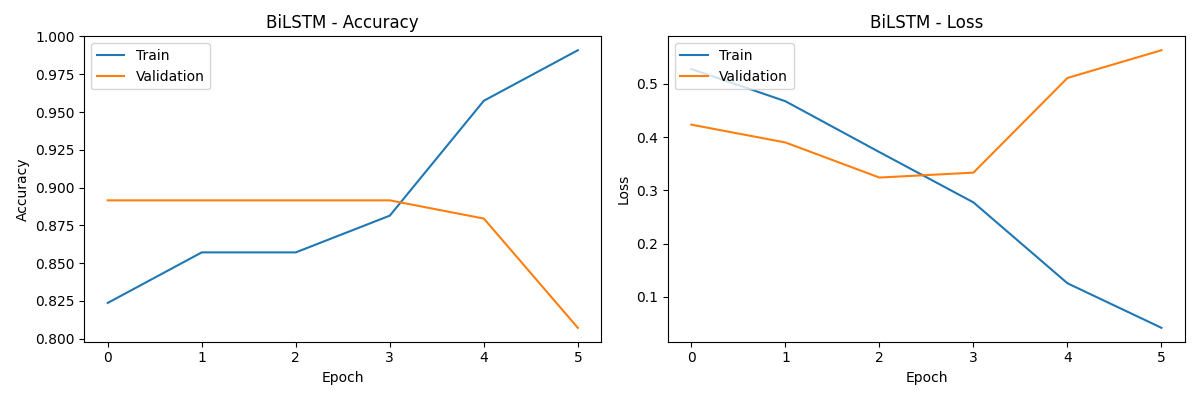 BiLSTM - Accuracy
Train
Validation
1.000
0.975
0.950
0.925
0.900
0.875
0.850
0.825
0.800
Accuracy
0 1 2 3 4 5
Epoch
BiLSTM - Loss
Train
Validation
0.5
0.4
0.3
0.2
0.1
Loss
0 1 2 3 4 5
Epoch